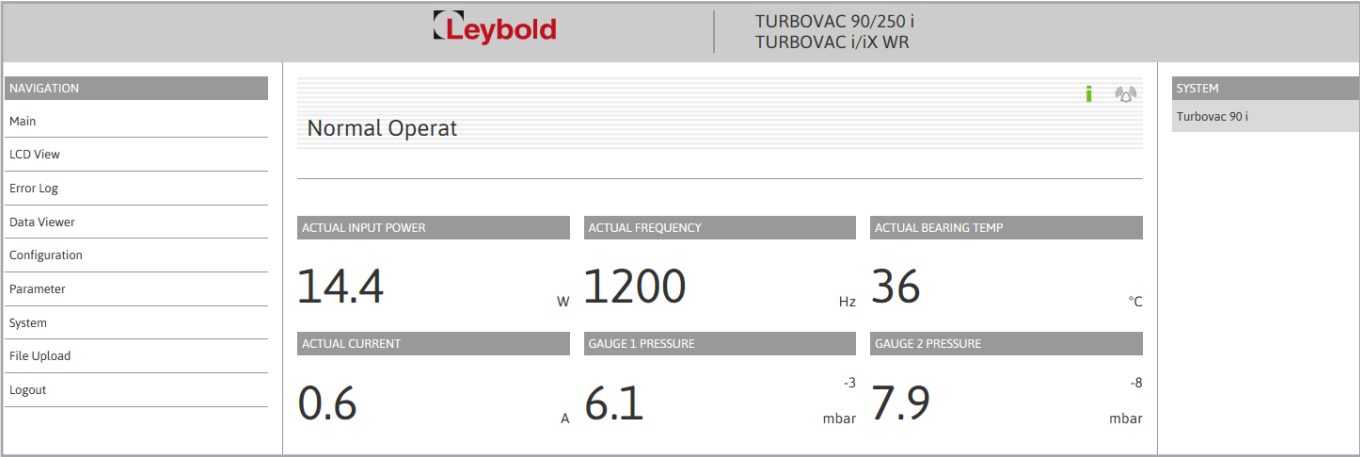 Leybold
TURBOVAC 90/250 i
TURBOVAC i/iX WR
NAVIGATION
Main
LCD View
Error Log
Data Viewer
Configuration
Parameter
System
File Upload
Logout
i
Normal Operat
ACTUAL INPUT POWER
14.4 W
ACTUAL FREQUENCY
1200 Hz
ACTUAL BEARING TEMP
36 °C
ACTUAL CURRENT
0.6 A
GAUGE 1 PRESSURE
6.1 -3 mbar
GAUGE 2 PRESSURE
7.9 -8 mbar
SYSTEM
Turbovac 90 i